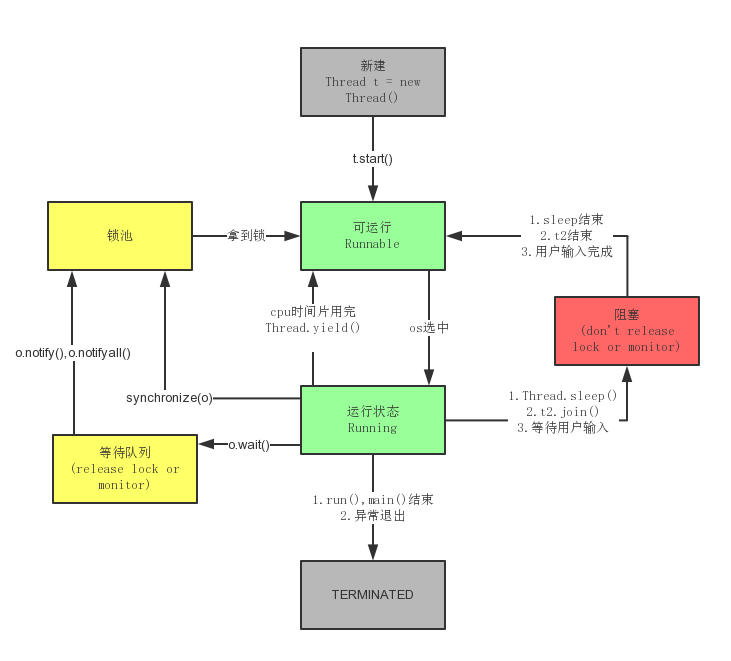 新建
Thread t = new
Thread()
t.start()
锁池
拿到锁
可运行
Runnable
1.sleep结束
2.t2结束
3.用户输入完成
cpu时间片用完
Thread.yield()
os选中
阻塞
(don't release
lock or monitor)
o.notify(),o.notifyall()
synchronize(o)
运行状态
Running
1.Thread.sleep()
2.t2.join()
3.等待用户输入
等待队列
(release lock or
monitor)
o.wait()
1.run(),main()结束
2.异常退出
TERMINATED